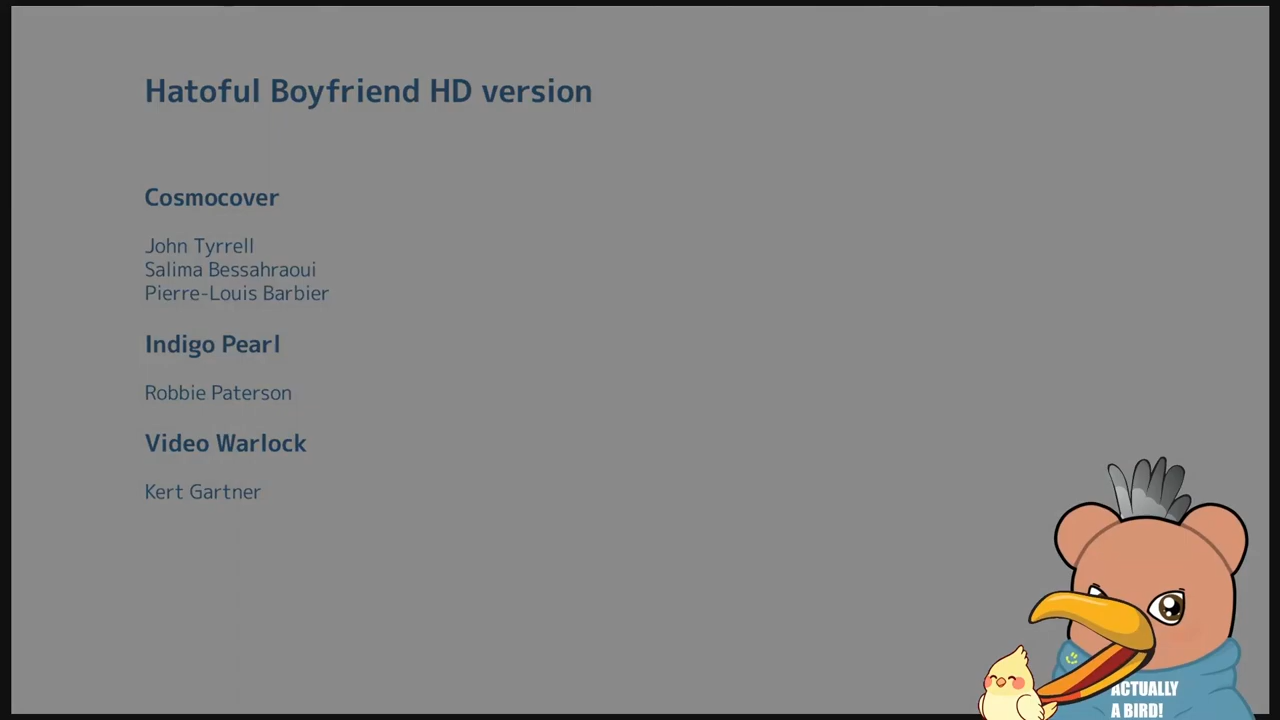 Hatoful Boyfriend HD version
Cosmocover
John Tyrrell
Salima Bessahraoui
Pierre-Louis Barbier
Indigo Pearl
Robbie Paterson
Video Warlock
Kert Gartner
ACTUALLY
A BIRD!